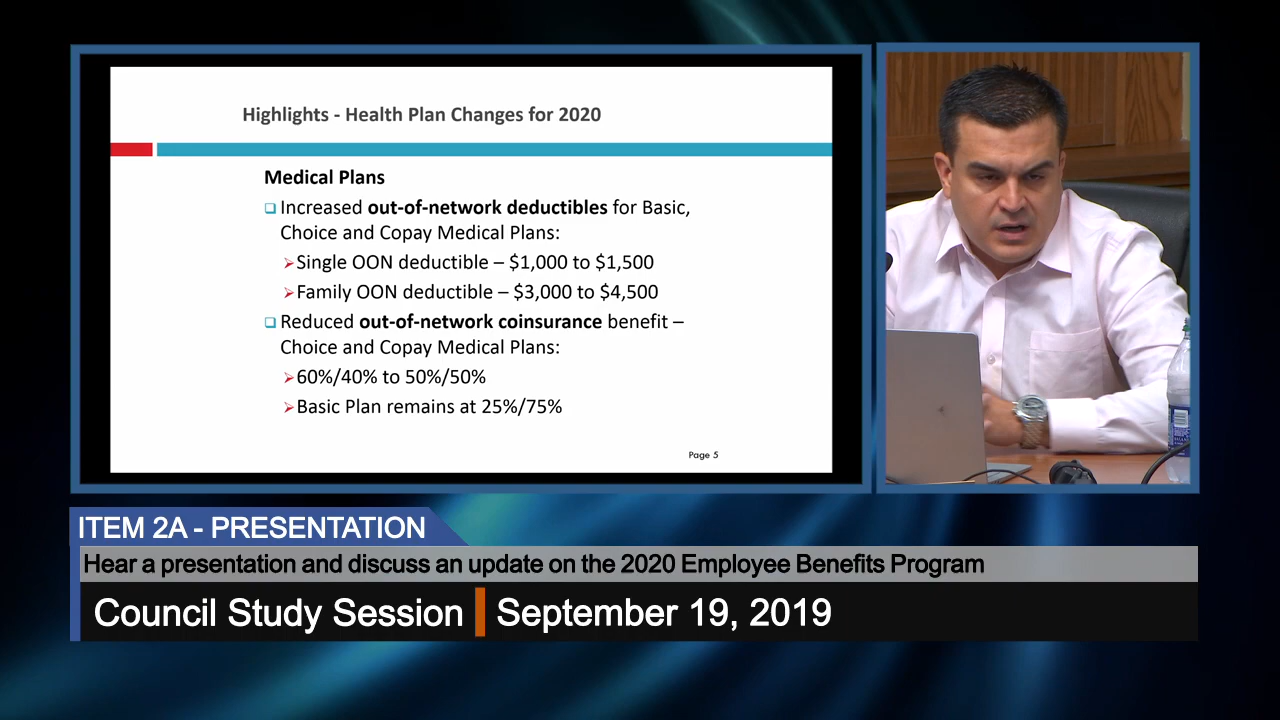 Highlights - Health Plan Changes for 2020
Medical Plans
Increased out-of-network deductibles for Basic,
Choice and Copay Medical Plans:
Single OON deductible – $1,000 to $1,500
Family OON deductible – $3,000 to $4,500
Reduced out-of-network coinsurance benefit –
Choice and Copay Medical Plans:
60%/40% to 50%/50%
Basic Plan remains at 25%/75%
Page 5
ITEM 2A - PRESENTATION
Hear a presentation and discuss an update on the 2020 Employee Benefits Program
Council Study Session
September 19, 2019